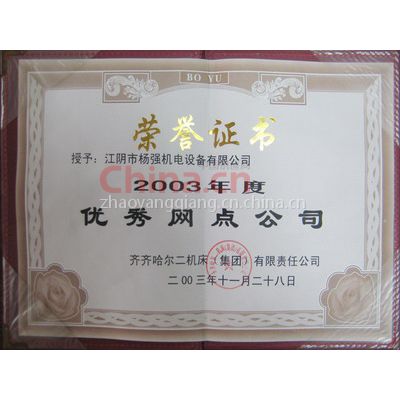 BO YU
荣誉证书
授予：江阴市杨强机电设备有限公司
China.cn
2003年度
zhaoyangqiang.cn.china.cn
优秀网点公司
齐齐哈尔二机床（集团）有限责任公司
二00三年十一月二十八日